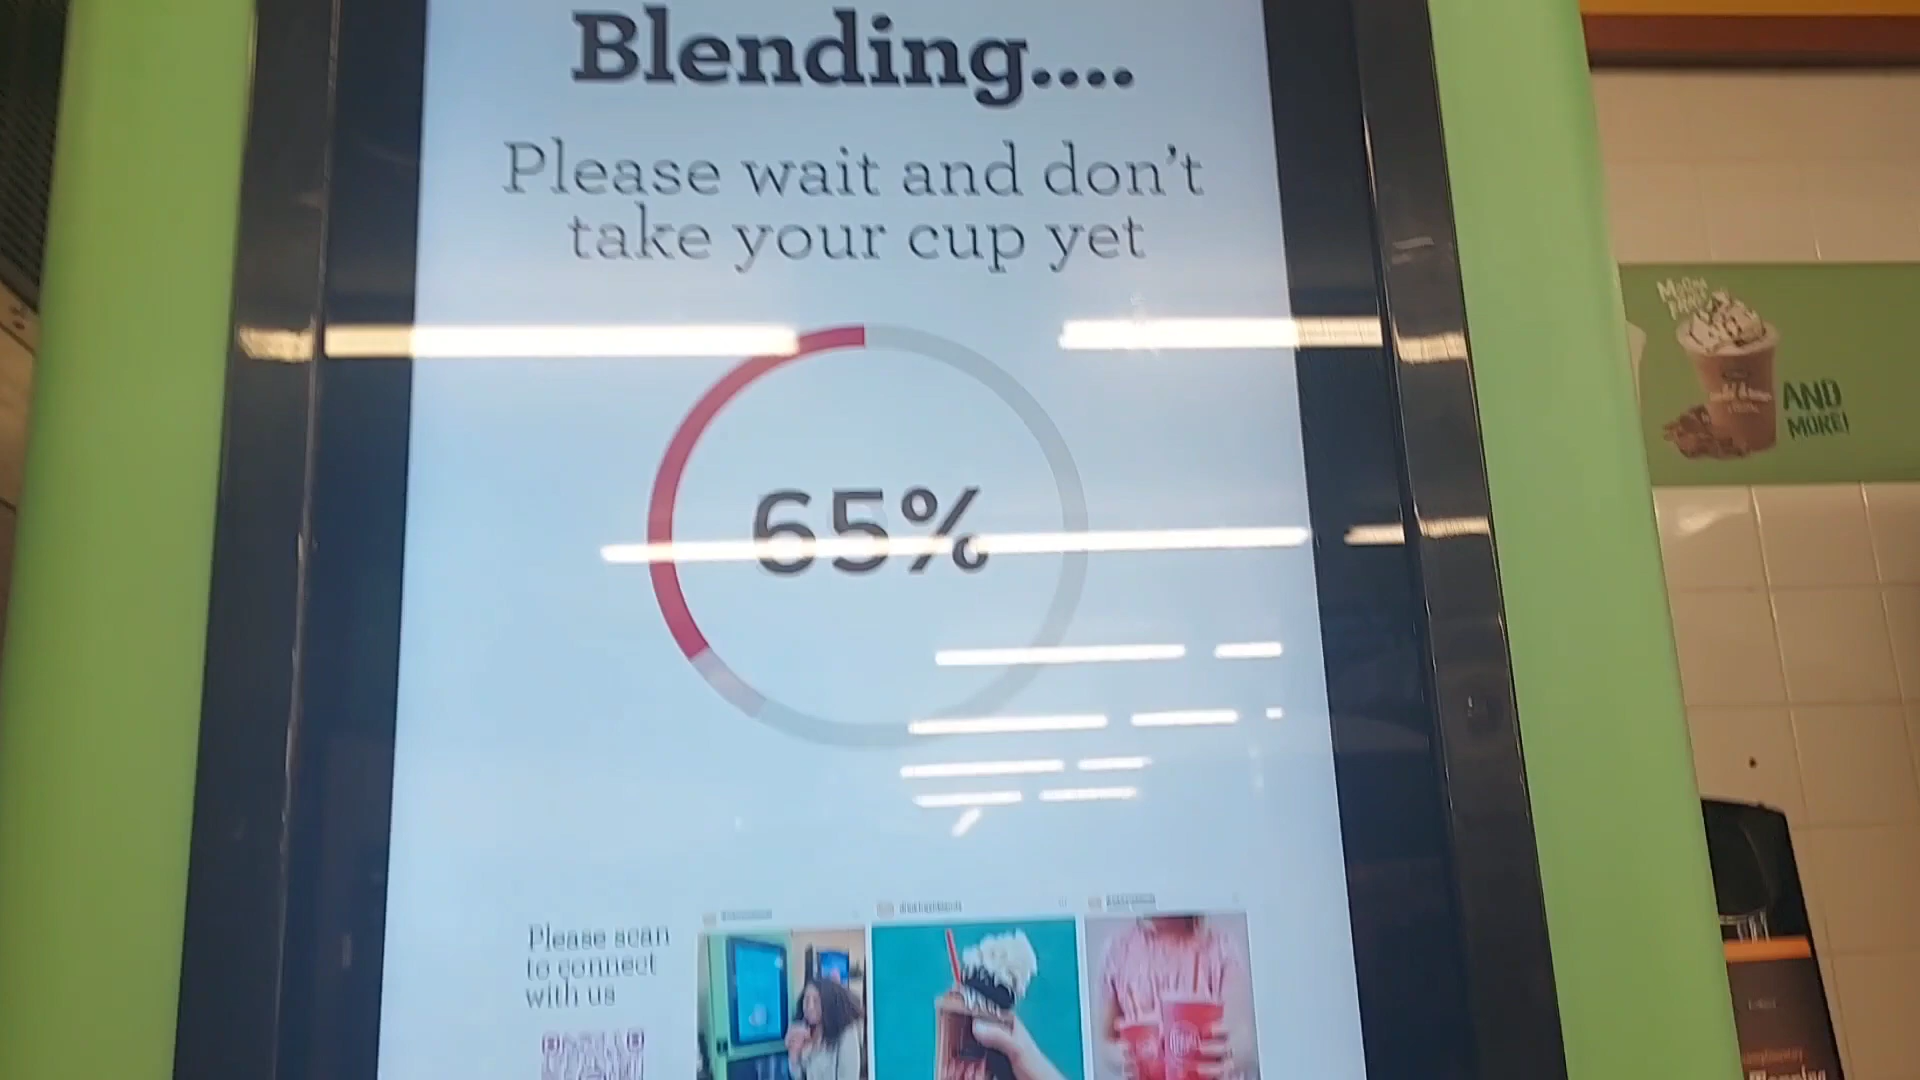 Blending....
Please wait and don't
take your cup yet
65%
AND
MORE!
Please scan
to connect
with us